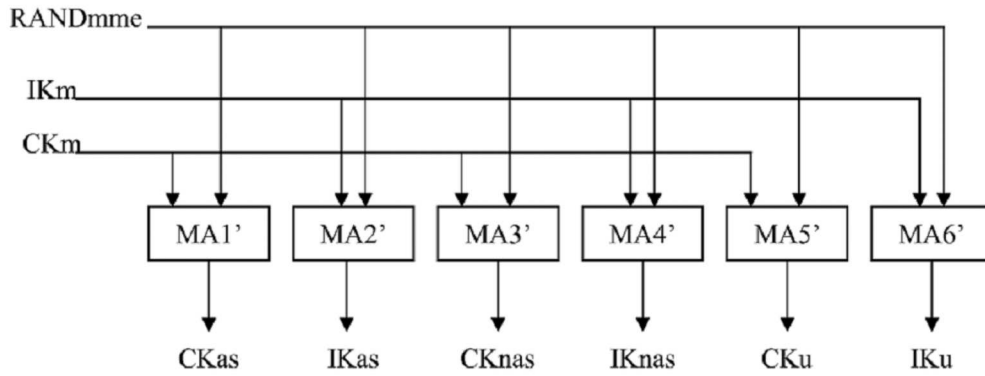 RANDmme
IKm
CKm
MA1’ MA2’ MA3’ MA4’ MA5’ MA6’
CKas IKas CKnas IKnas CKu IKu